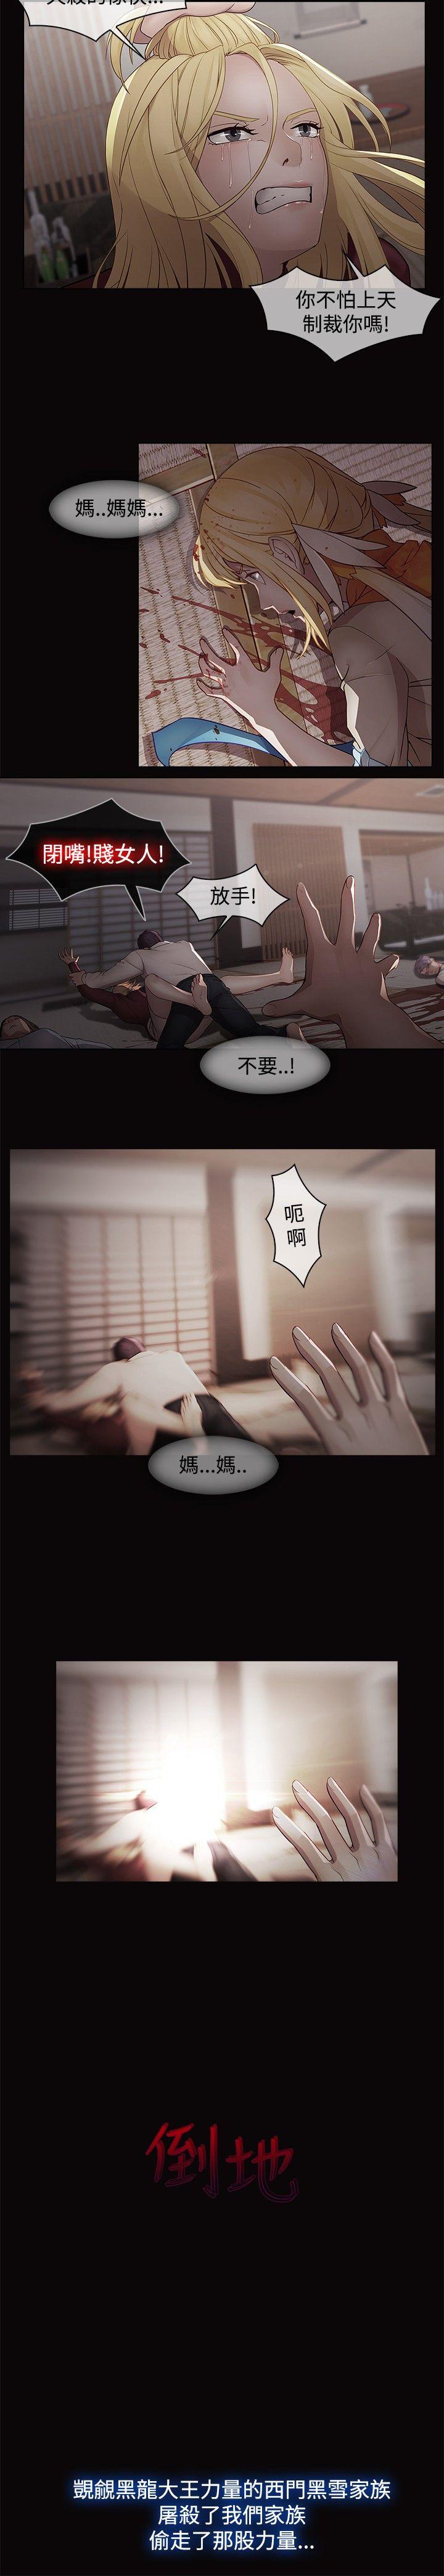 你不怕上天
制裁你嗎!
媽..媽媽...
閉嘴!賤女人!
放手!
不要..!
呃
啊
媽...媽..
倒地
覬覦黑龍大王力量的西門黑雪家族
屠殺了我們家族
偷走了那股力量...